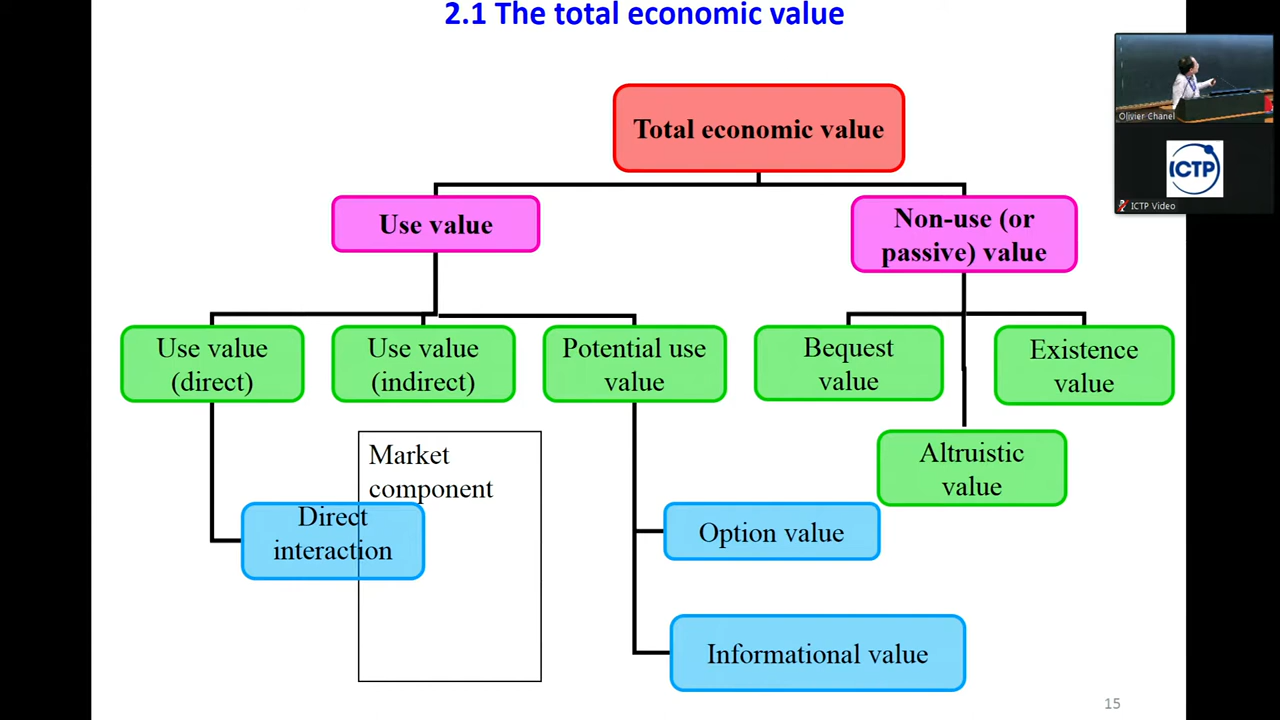 2.1 The total economic value
Total economic value
Use value
Non-use (or
passive) value
Use value
(direct)
Use value
(indirect)
Potential use
value
Bequest
value
Existence
value
Altruistic
value
Market
component
Direct
interaction
Option value
Informational value
15
Olivier Chanel
ICTP
ICTP Video